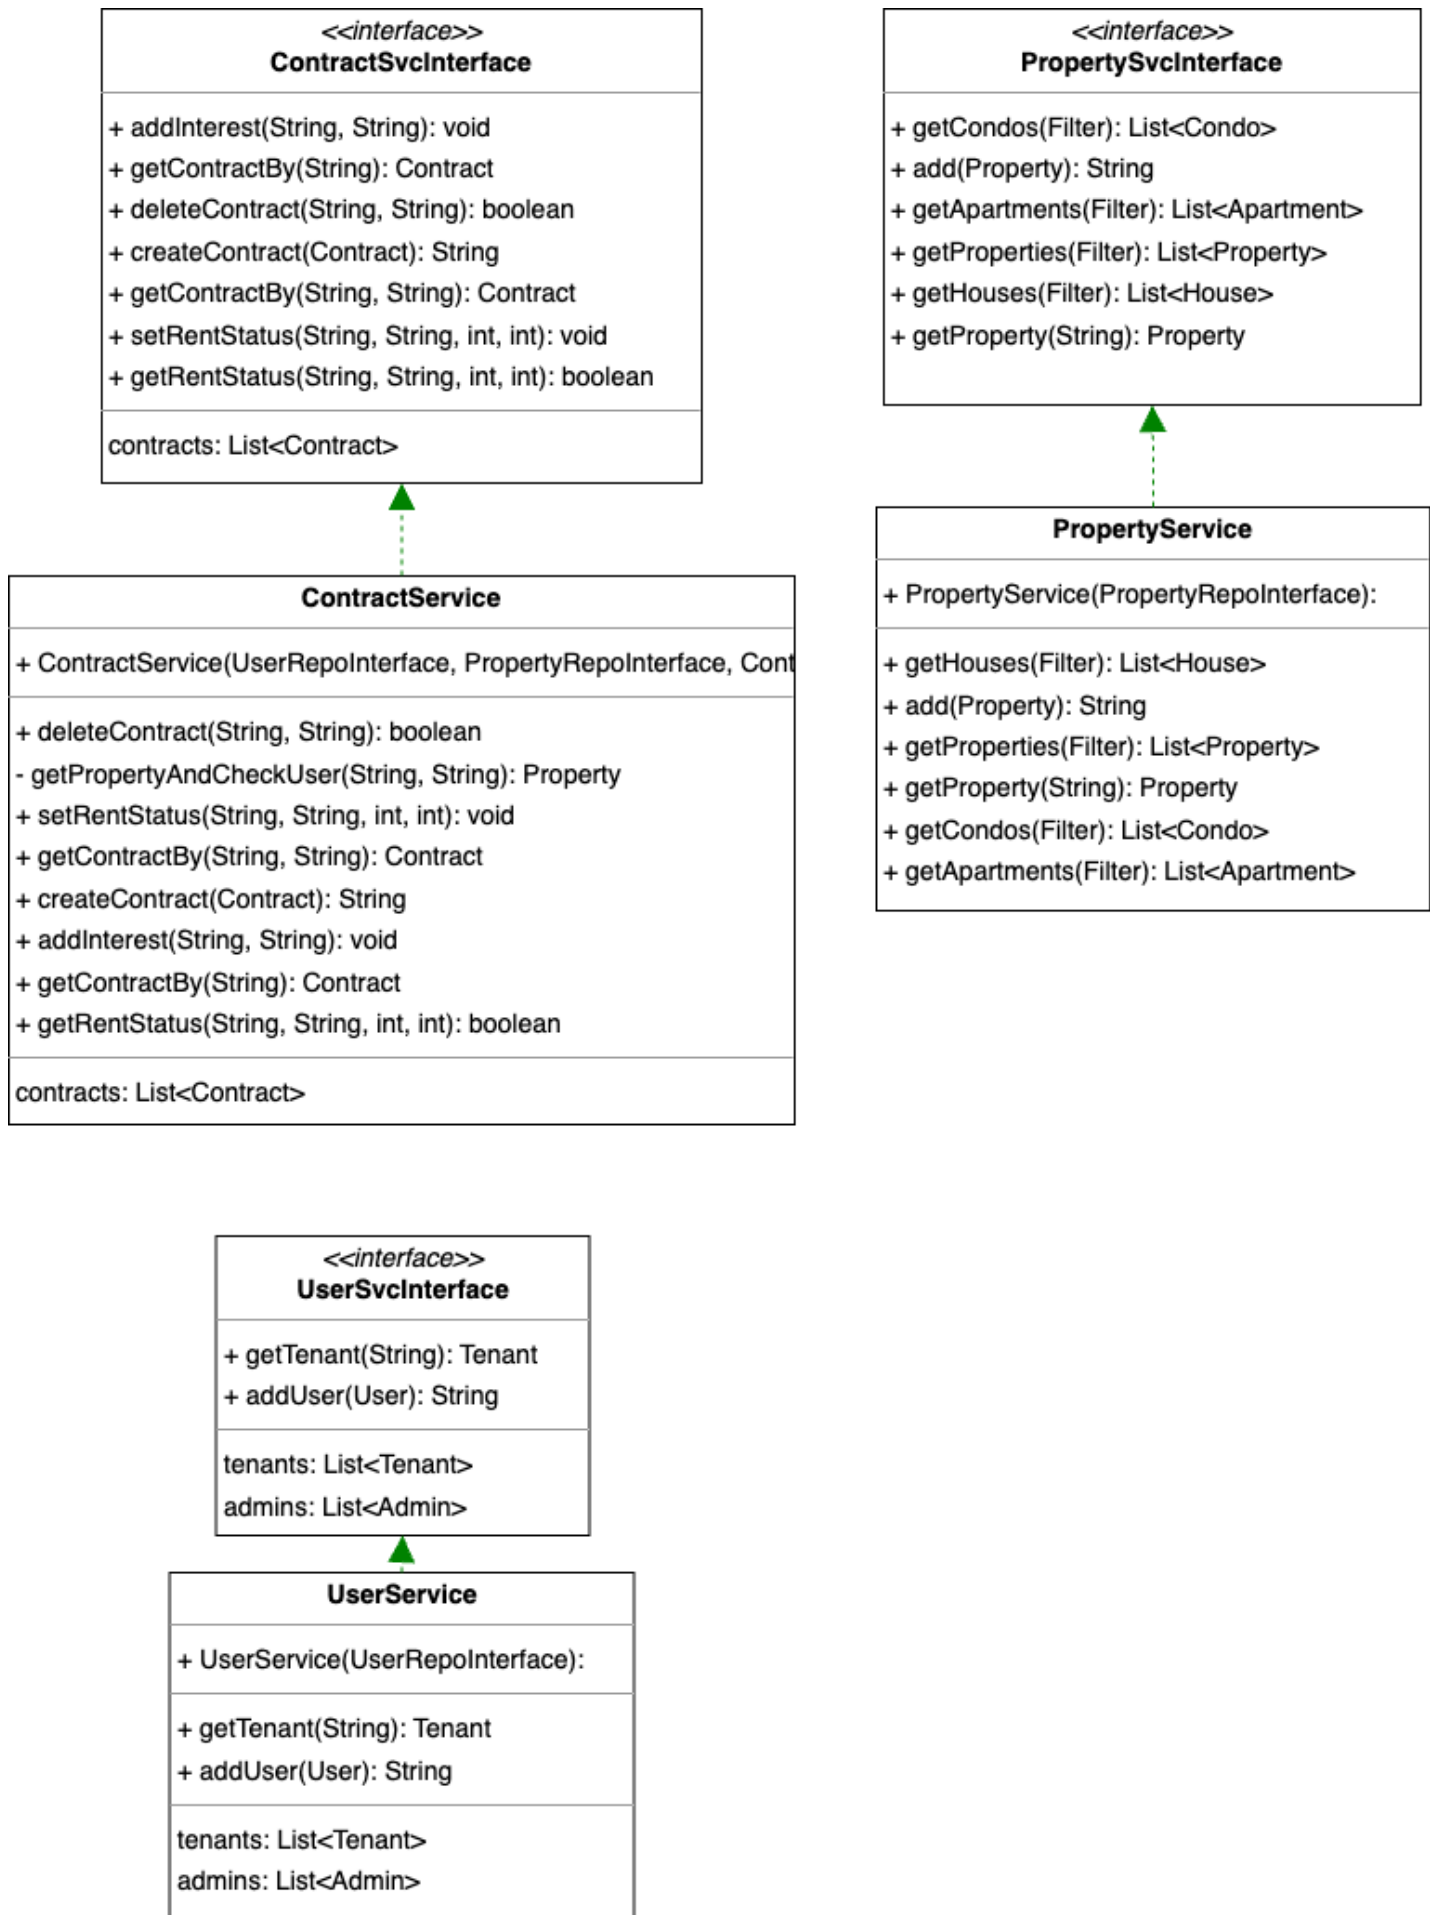 <<interface>>
ContractSvcInterface
+ addInterest(String, String): void
+ getContractBy(String): Contract
+ deleteContract(String, String): boolean
+ createContract(Contract): String
+ getContractBy(String, String): Contract
+ setRentStatus(String, String, int, int): void
+ getRentStatus(String, String, int, int): boolean
contracts: List<Contract>
<<interface>>
PropertySvcInterface
+ getCondos(Filter): List<Condo>
+ add(Property): String
+ getApartments(Filter): List<Apartment>
+ getProperties(Filter): List<Property>
+ getHouses(Filter): List<House>
+ getProperty(String): Property
ContractService
+ ContractService(UserRepoInterface, PropertyRepoInterface, Cont
+ deleteContract(String, String): boolean
- getPropertyAndCheckUser(String, String): Property
+ setRentStatus(String, String, int, int): void
+ getContractBy(String, String): Contract
+ createContract(Contract): String
+ addInterest(String, String): void
+ getContractBy(String): Contract
+ getRentStatus(String, String, int, int): boolean
contracts: List<Contract>
PropertyService
+ PropertyService(PropertyRepoInterface):
+ getHouses(Filter): List<House>
+ add(Property): String
+ getProperties(Filter): List<Property>
+ getProperty(String): Property
+ getCondos(Filter): List<Condo>
+ getApartments(Filter): List<Apartment>
<<interface>>
UserSvcInterface
+ getTenant(String): Tenant
+ addUser(User): String
tenants: List<Tenant>
admins: List<Admin>
UserService
+ UserService(UserRepoInterface):
+ getTenant(String): Tenant
+ addUser(User): String
tenants: List<Tenant>
admins: List<Admin>